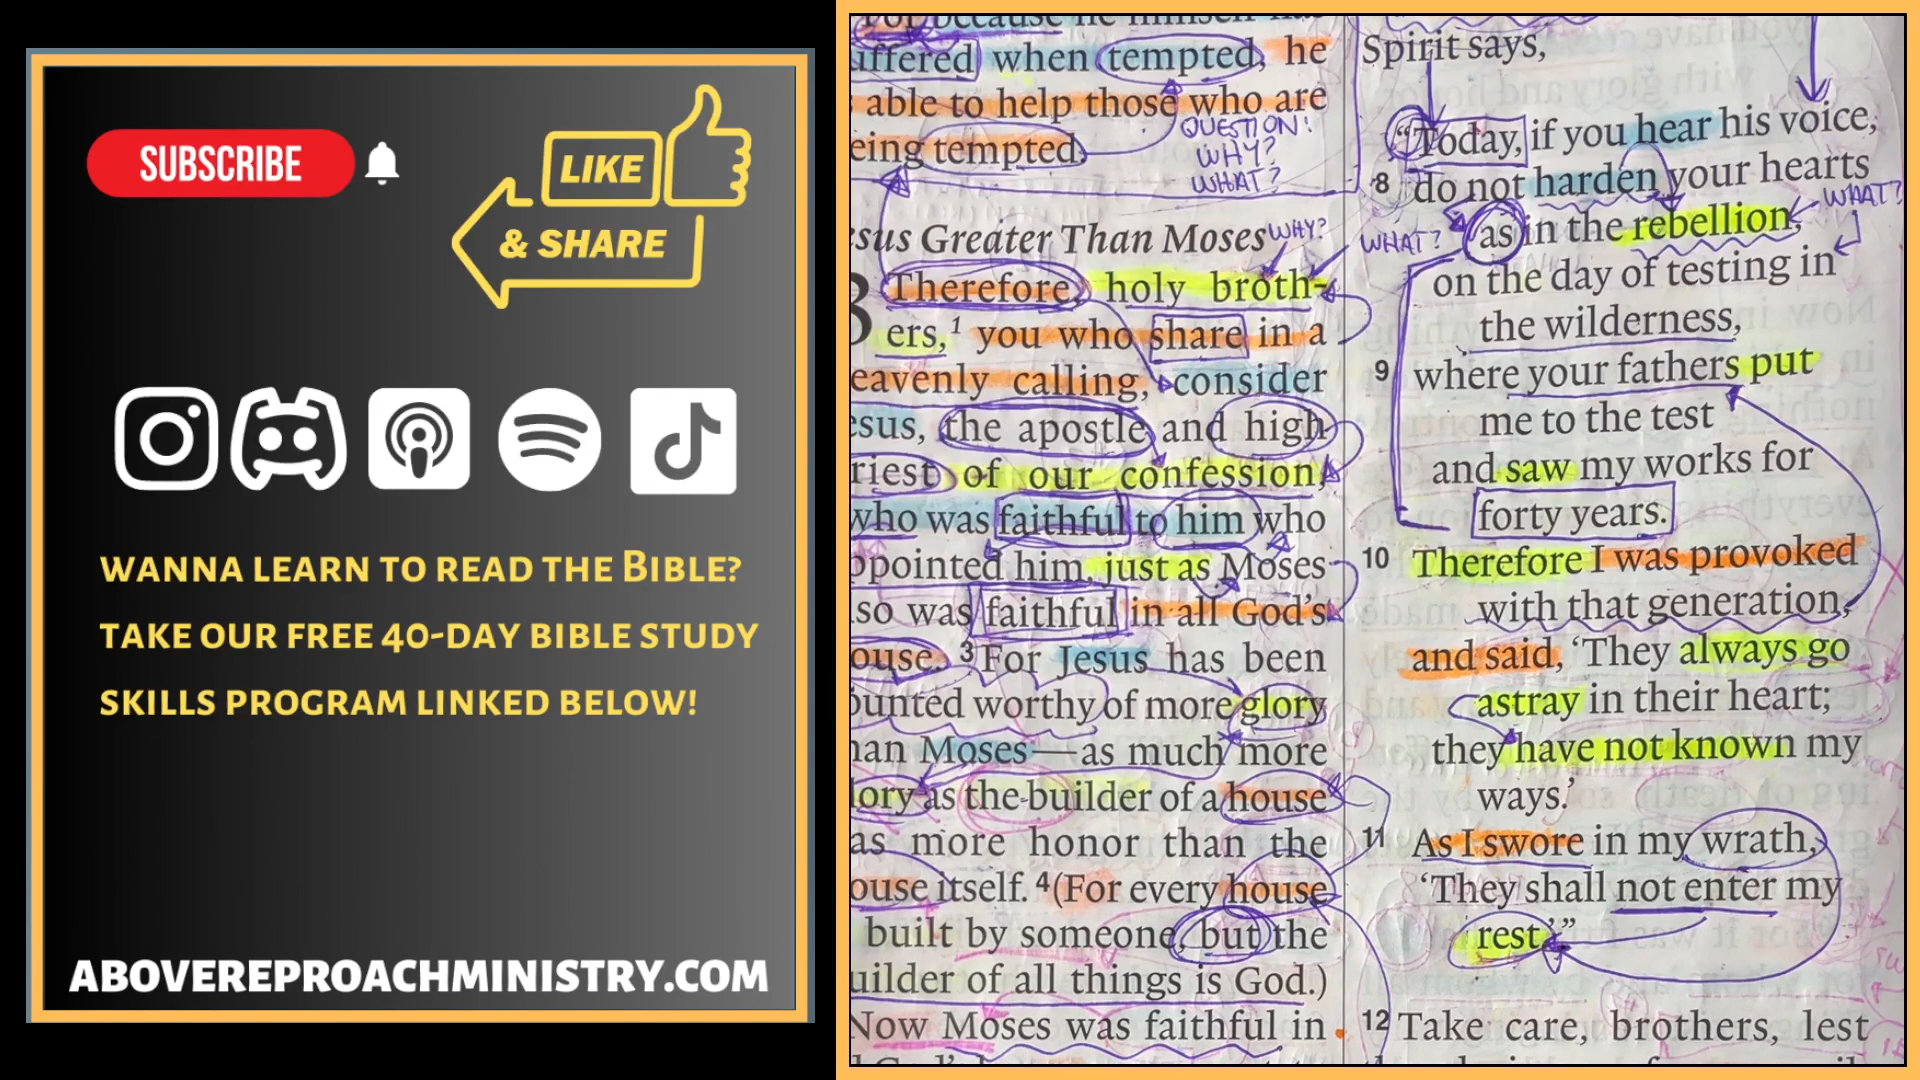 SUBSCRIBE
LIKE
& SHARE
WANNA LEARN TO READ THE BIBLE?
TAKE OUR FREE 40-DAY BIBLE STUDY
SKILLS PROGRAM LINKED BELOW!
ABOVEREPROACHMINISTRY.COM
For because he himself has
uffered when tempted, he
able to help those who are
eing tempted.
QUESTION!
WHY?
WHAT?
esus Greater Than Moses
WHY?
WHAT?
3 Therefore, holy broth-
ers,¹ you who share in a
eavenly calling, consider
esus, the apostle and high
riest of our confession,
who was faithful to him who
ppointed him, just as Moses
lso was faithful in all God's
ouse. ³For Jesus has been
ounted worthy of more glory
han Moses—as much more
lory as the builder of a house
as more honor than the
ouse itself. ⁴(For every house
built by someone, but the
uilder of all things is God.)
Now Moses was faithful in
Spirit says,
“Today, if you hear his voice,
8 do not harden your hearts
WHAT?
as in the rebellion,
on the day of testing in
the wilderness,
9 where your fathers put
me to the test
and saw my works for
forty years.
10 Therefore I was provoked
with that generation,
and said, ‘They always go
astray in their heart;
they have not known my
ways.’
11 As I swore in my wrath,
‘They shall not enter my
rest.’”
12 Take care, brothers, lest